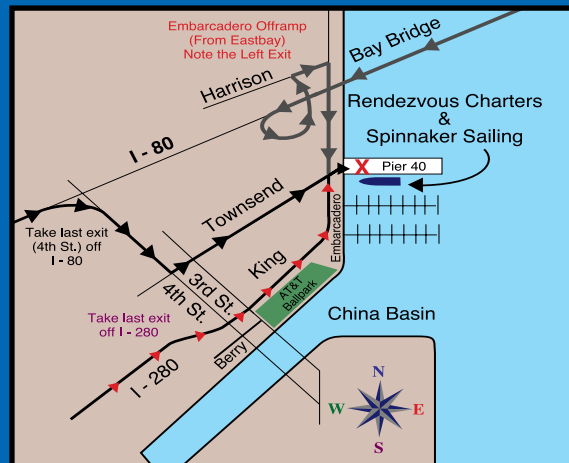 Embarcadero Offramp
(From Eastbay)
Note the Left Exit
Bay Bridge
Harrison
Rendezvous Charters
&
Spinnaker Sailing
I - 80
X Pier 40
Townsend
Embarcadero
Take last exit
(4th St.) off
I - 80
King
3rd St.
4th St.
AT&T
Ballpark
China Basin
Take last exit
off I - 280
Berry
I - 280
N
W
E
S